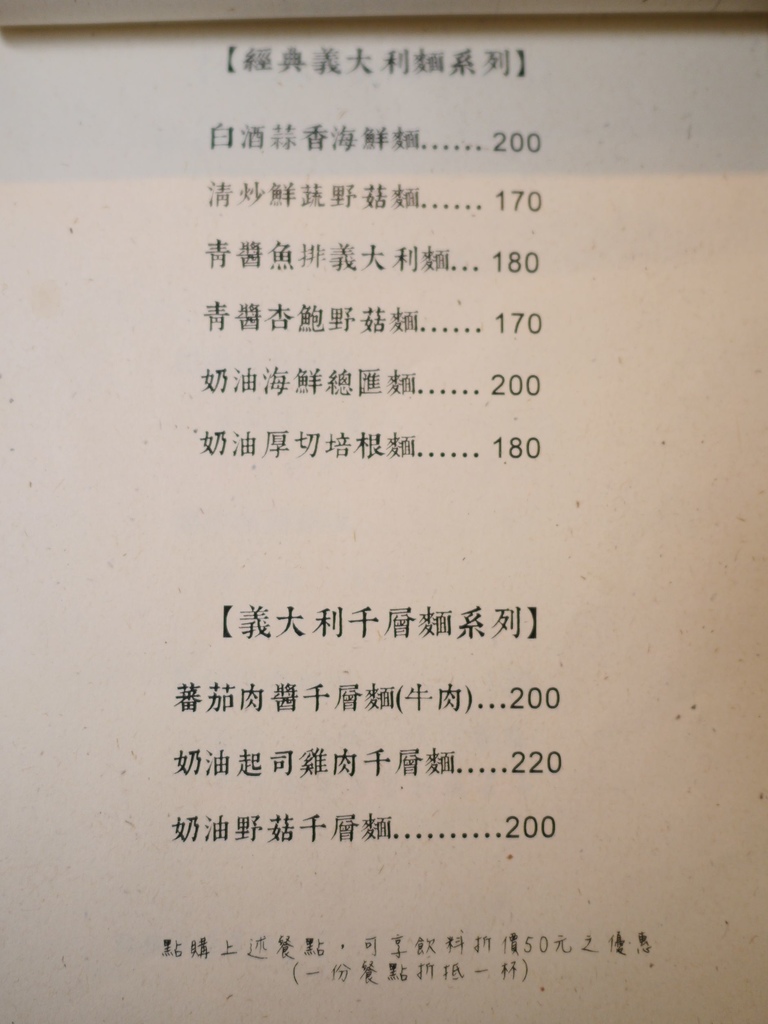 【經典義大利麵系列】
白酒蒜香海鮮麵...... 200
清炒鮮蔬野菇麵...... 170
青醬魚排義大利麵... 180
青醬杏鮑野菇麵...... 170
奶油海鮮總匯麵...... 200
奶油厚切培根麵...... 180
【義大利千層麵系列】
蕃茄肉醬千層麵(牛肉)...200
奶油起司雞肉千層麵.....220
奶油野菇千層麵..........200
點購上述餐點，可享飲料折價50元之優惠
(一份餐點折抵一杯)